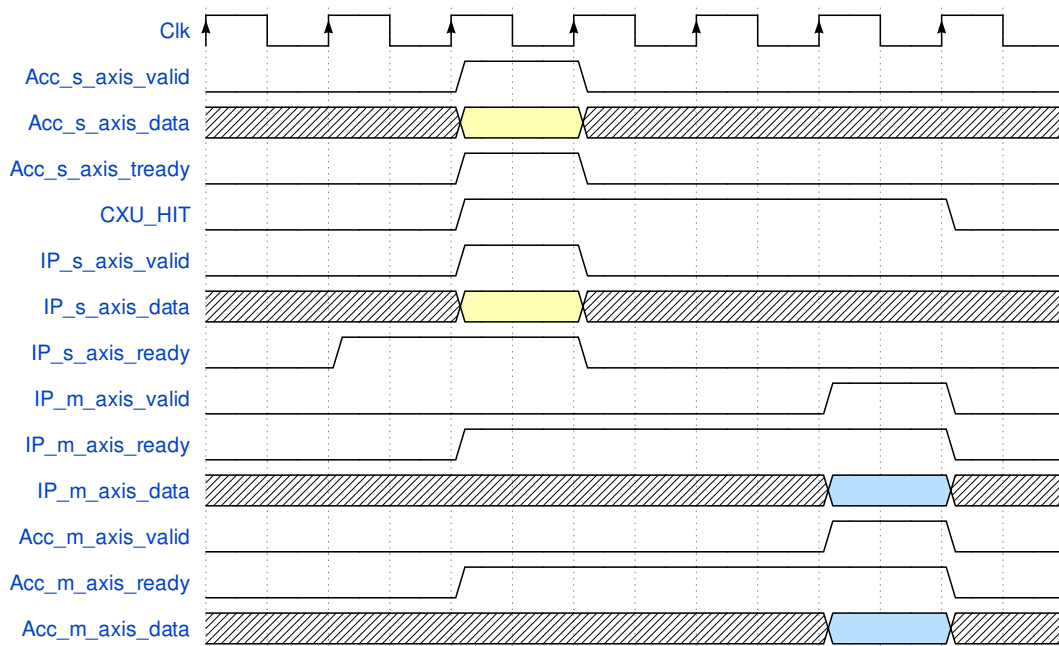 Clk
Acc_s_axis_valid
Acc_s_axis_data
Acc_s_axis_tready
CXU_HIT
IP_s_axis_valid
IP_s_axis_data
IP_s_axis_ready
IP_m_axis_valid
IP_m_axis_ready
IP_m_axis_data
Acc_m_axis_valid
Acc_m_axis_ready
Acc_m_axis_data